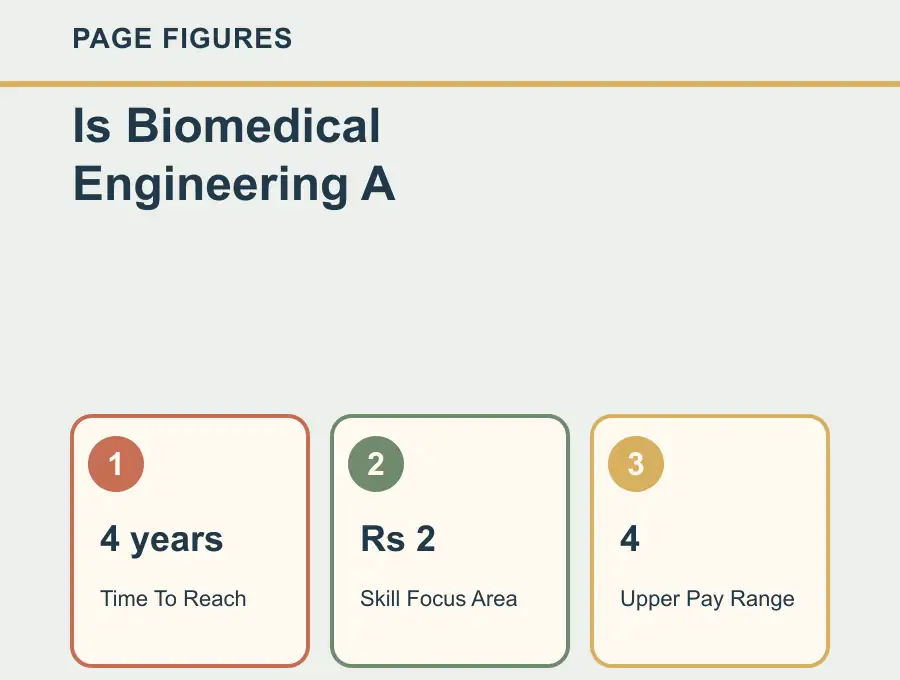 PAGE FIGURES
Is Biomedical
Engineering A
1
4 years
Time To Reach
2
Rs 2
Skill Focus Area
3
4
Upper Pay Range